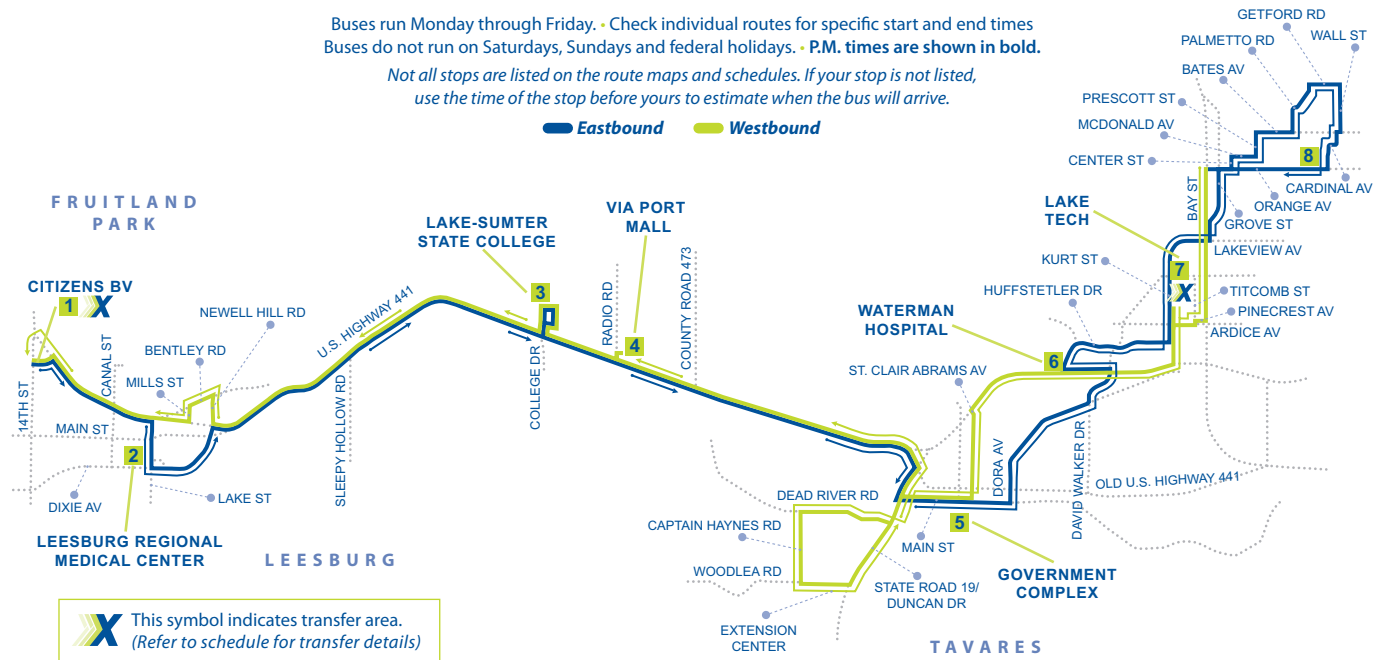 Buses run Monday through Friday. • Check individual routes for specific start and end times
Buses do not run on Saturdays, Sundays and federal holidays. • P.M. times are shown in bold.
Not all stops are listed on the route maps and schedules. If your stop is not listed,
use the time of the stop before yours to estimate when the bus will arrive.
Eastbound
Westbound
GETFORD RD
WALL ST
PALMETTO RD
BATES AV
PRESCOTT ST
MCDONALD AV
CENTER ST
8
CARDINAL AV
ORANGE AV
GROVE ST
BAY ST
LAKEVIEW AV
LAKE
TECH
KURT ST
7
X
TITCOMB ST
PINECREST AV
ARDICE AV
HUFFSTETLER DR
WATERMAN
HOSPITAL
6
ST. CLAIR ABRAMS AV
FRUITLAND
PARK
CITIZENS BV
1
X
NEWELL HILL RD
BENTLEY RD
MILLS ST
CANAL ST
14TH ST
MAIN ST
2
DIXIE AV
LAKE ST
LEESBURG REGIONAL
MEDICAL CENTER
LEESBURG
U.S. HIGHWAY 441
SLEEPY HOLLOW RD
LAKE-SUMTER
STATE COLLEGE
3
COLLEGE DR
VIA PORT
MALL
RADIO RD
4
COUNTY ROAD 473
DORA AV
DAVID WALKER DR
OLD U.S. HIGHWAY 441
DEAD RIVER RD
CAPTAIN HAYNES RD
WOODLEA RD
5
MAIN ST
STATE ROAD 19/
DUNCAN DR
GOVERNMENT
COMPLEX
EXTENSION
CENTER
TAVARES
X
This symbol indicates transfer area.
(Refer to schedule for transfer details)